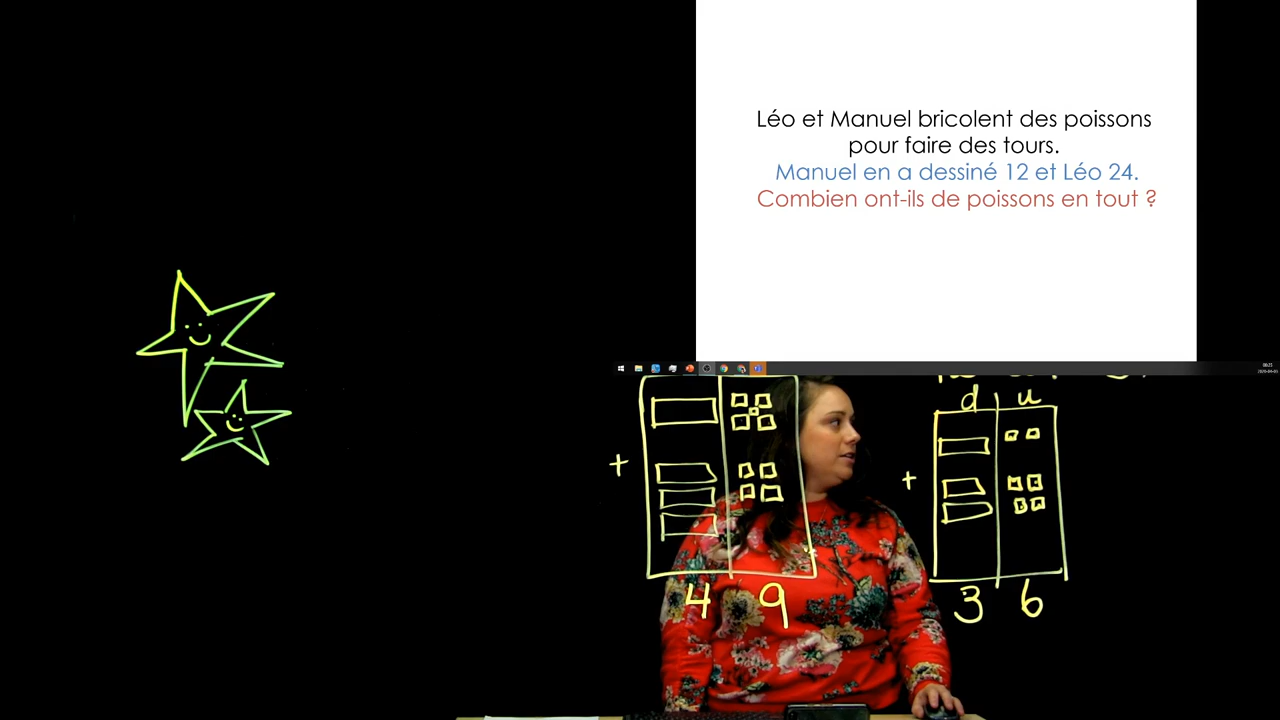 Léo et Manuel bricolent des poissons
pour faire des tours.
Manuel en a dessiné 12 et Léo 24.
Combien ont-ils de poissons en tout ?
d u
+
+
4 9
3 6